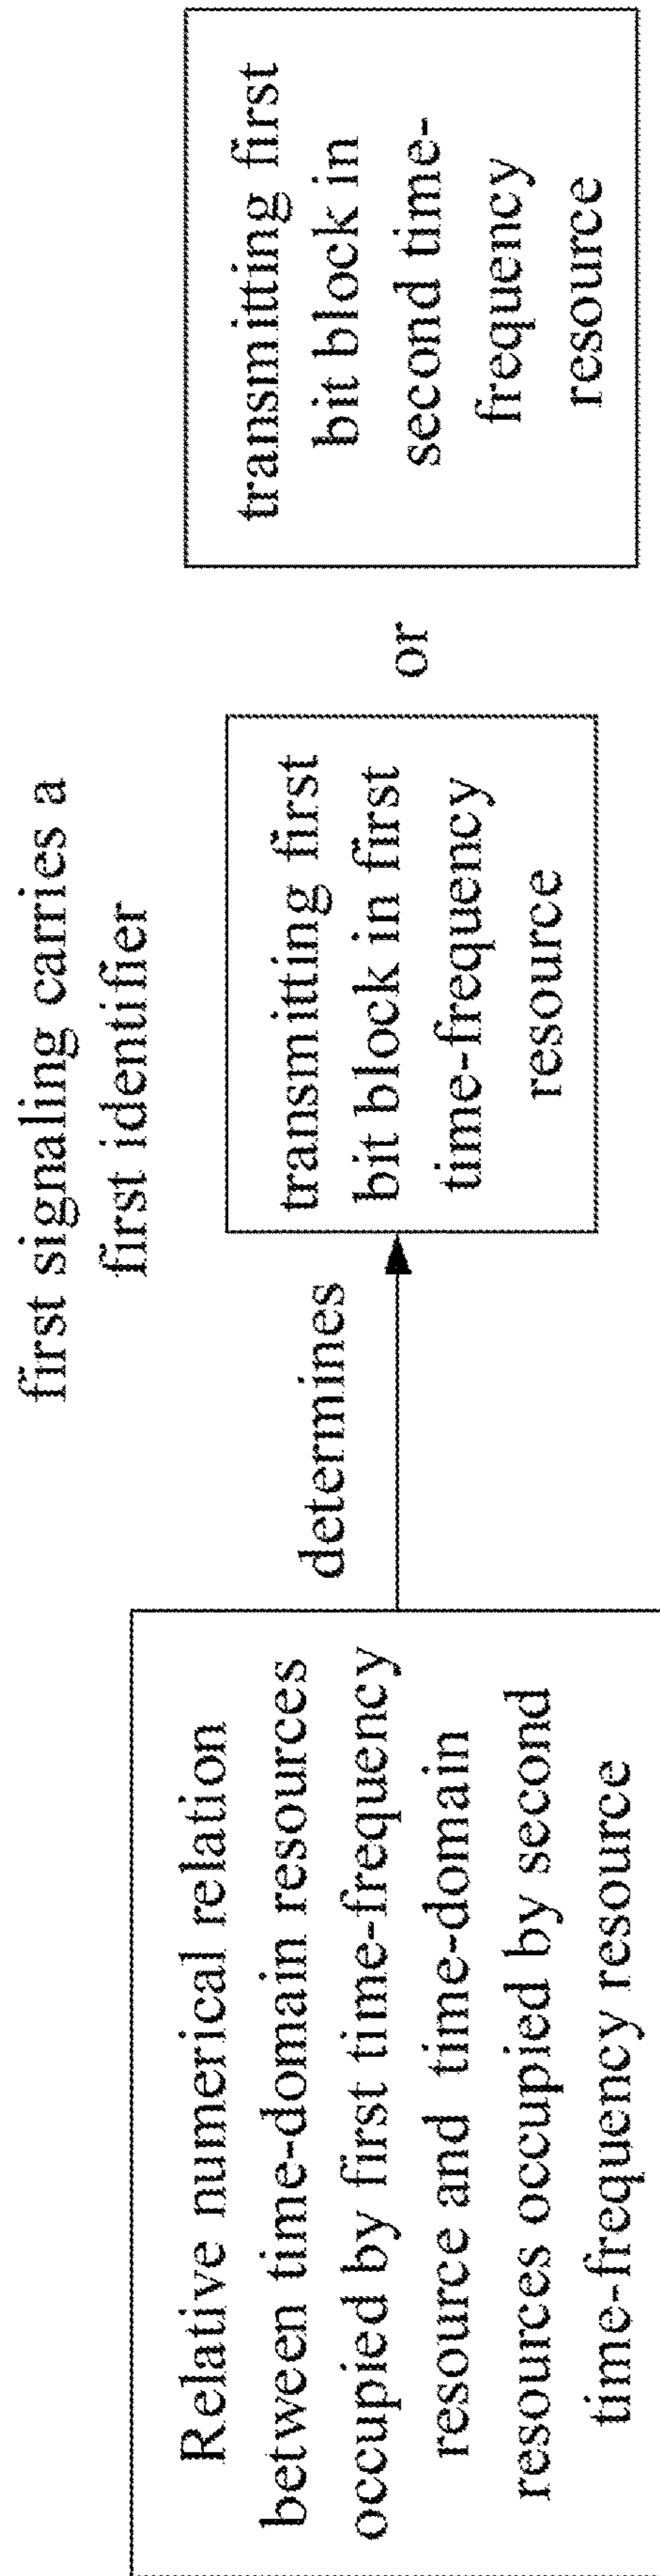 first signaling carries a
first identifier
Relative numerical relation
between time-domain resources
occupied by first time-frequency
resource and time-domain
resources occupied by second
time-frequency resource
determines
transmitting first
bit block in first
time-frequency
resource
or
transmitting first
bit block in
second time-
frequency
resource